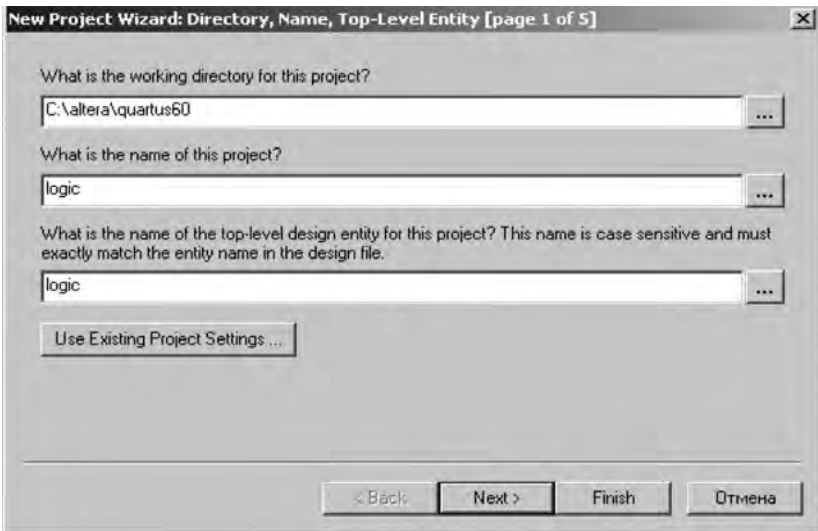 New Project Wizard: Directory, Name, Top-Level Entity [page 1 of 5]
What is the working directory for this project?
C:\altera\quartus60
...
What is the name of this project?
logic
...
What is the name of the top-level design entity for this project? This name is case sensitive and must
exactly match the entity name in the design file.
logic
...
Use Existing Project Settings ...
< Back Next > Finish Отмена